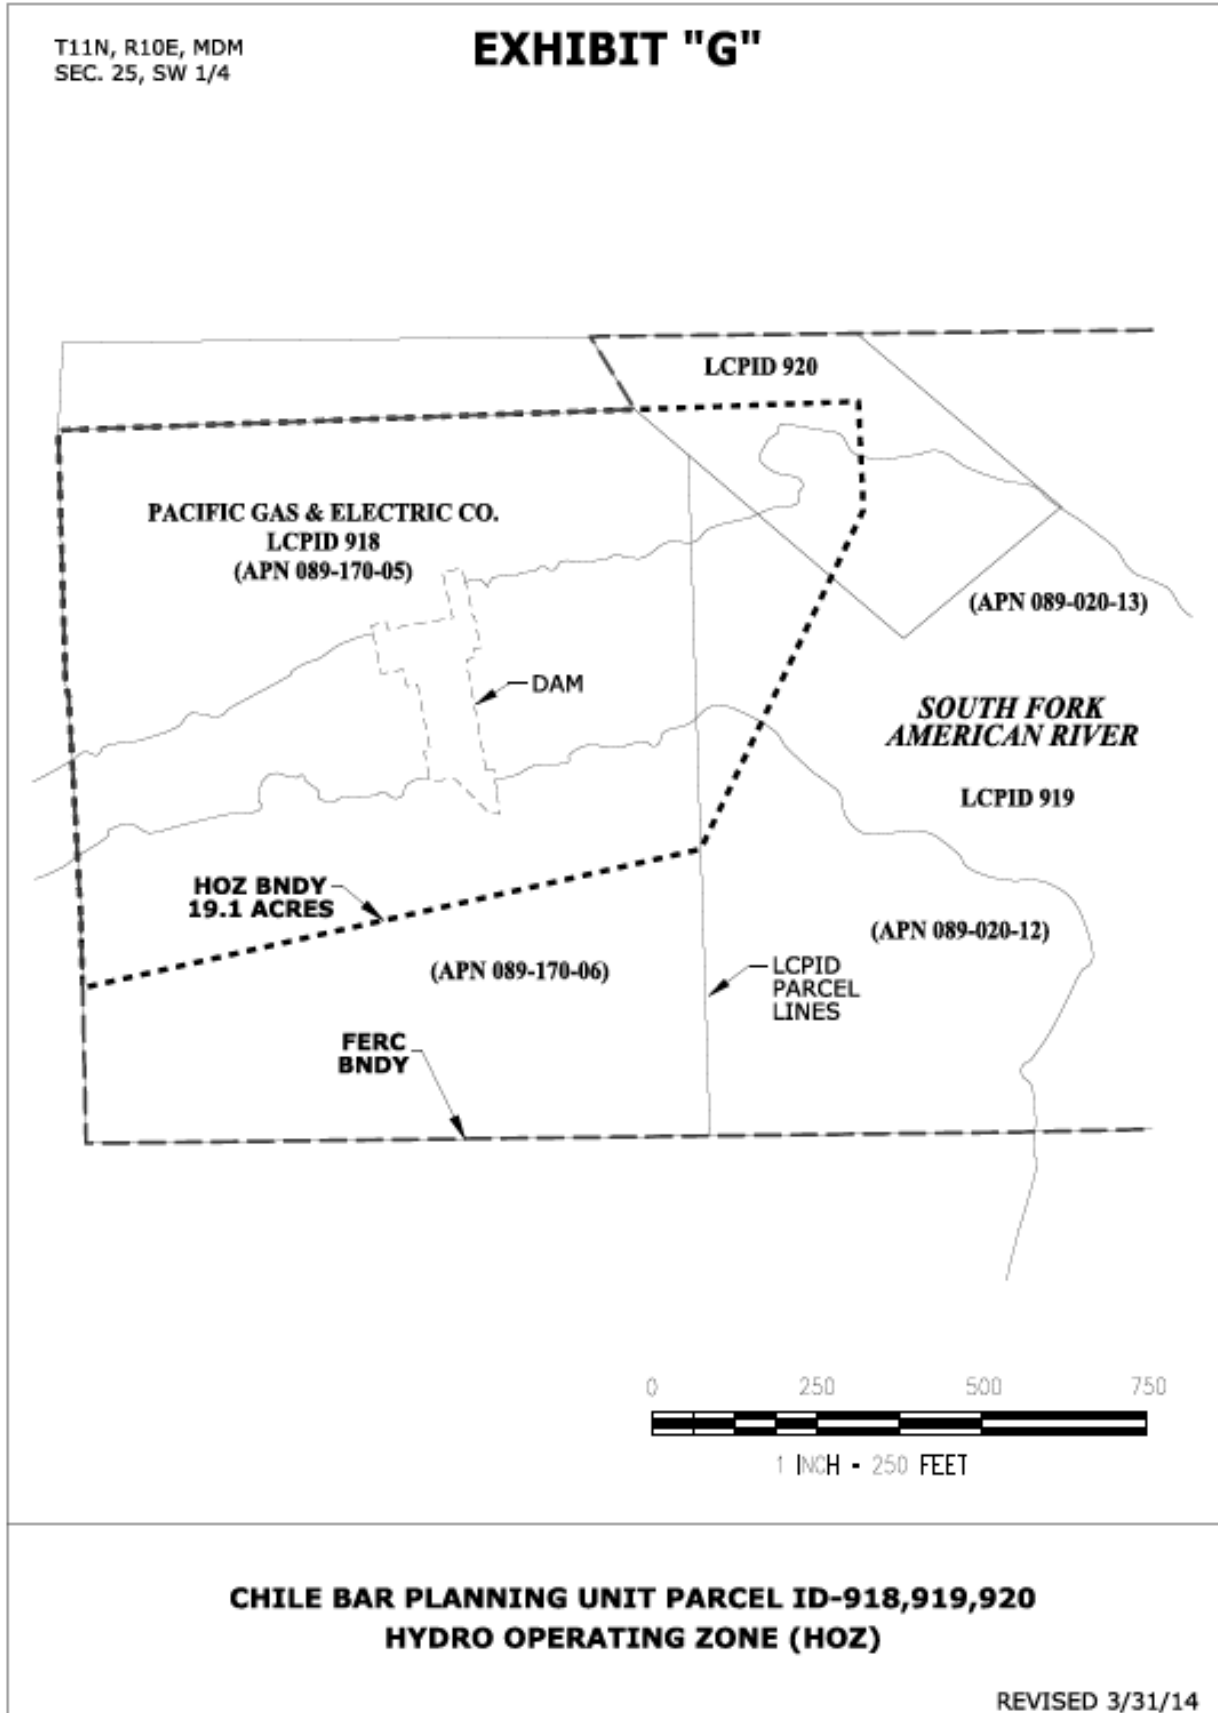 T11N, R10E, MDM
SEC. 25, SW 1/4
EXHIBIT "G"
LCPID 920
PACIFIC GAS & ELECTRIC CO.
LCPID 918
(APN 089-170-05)
(APN 089-020-13)
DAM
SOUTH FORK
AMERICAN RIVER
LCPID 919
HOZ BNDY
19.1 ACRES
(APN 089-020-12)
(APN 089-170-06)
LCPID
PARCEL
LINES
FERC
BNDY
0 250 500 750
1 INCH - 250 FEET
CHILE BAR PLANNING UNIT PARCEL ID-918,919,920
HYDRO OPERATING ZONE (HOZ)
REVISED 3/31/14